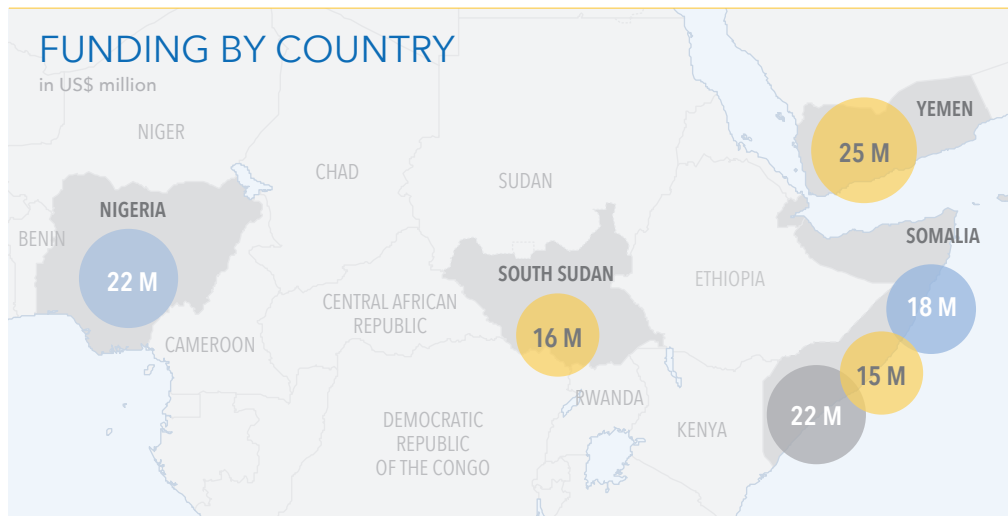 FUNDING BY COUNTRY
in US$ million
NIGER
CHAD
SUDAN
YEMEN
25 M
NIGERIA
BENIN
22 M
SOMALIA
SOUTH SUDAN
ETHIOPIA
CENTRAL AFRICAN
REPUBLIC
18 M
16 M
CAMEROON
15 M
RWANDA
22 M
KENYA
DEMOCRATIC
REPUBLIC
OF THE CONGO